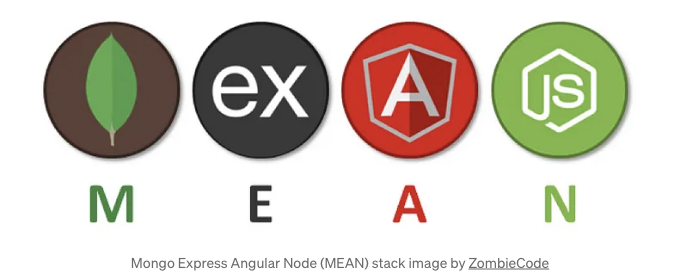 ex A JS
M E A N
Mongo Express Angular Node (MEAN) stack image by ZombieCode